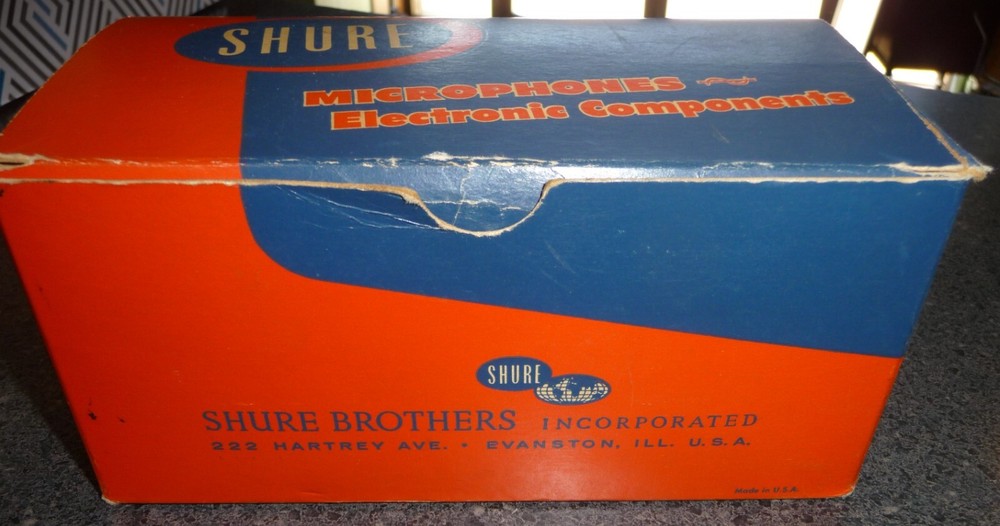 SHURE
MICROPHONES
Electronic Components
SHURE
SHURE BROTHERS INCORPORATED
222 HARTREY AVE. • EVANSTON, ILL. U.S.A.
Made in U.S.A.